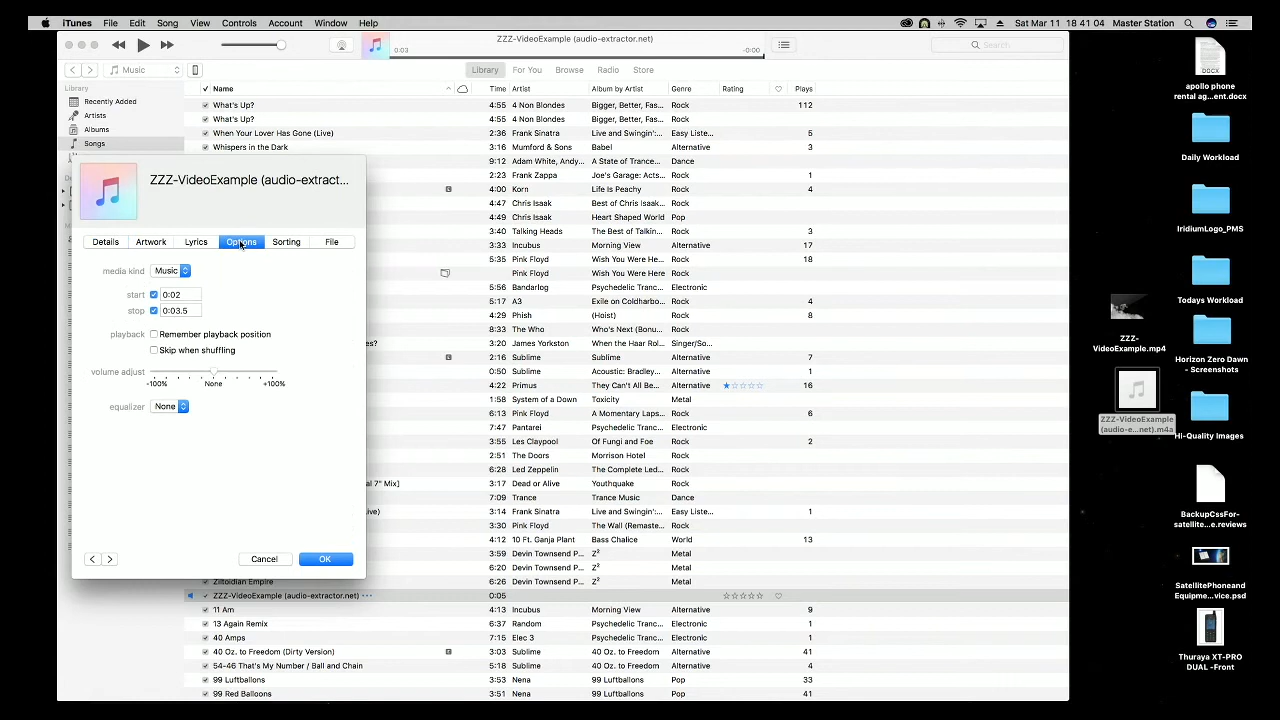 iTunes File Edit Song View Controls Account Window Help
Sat Mar 11 18 41 04 Master Station
ZZZ-VideoExample (audio-extractor.net)
0:03 -0:00
Search
Music
Library For You Browse Radio Store
Library
Recently Added
Artists
Albums
Songs
Name Time Artist Album by Artist Genre Rating Plays
What's Up? 4:55 4 Non Blondes Bigger, Better, Fas... Rock 112
What's Up? 4:55 4 Non Blondes Bigger, Better, Fas... Rock
When Your Lover Has Gone (Live) 2:36 Frank Sinatra Live and Swingin':... Easy Liste... 5
Whispers in the Dark 3:16 Mumford & Sons Babel Alternative 3
9:12 Adam White, Andy... A State of Trance... Dance
2:23 Frank Zappa Joe's Garage: Acts... Rock 1
4:00 Korn Life Is Peachy Rock 4
4:47 Chris Isaak Best of Chris Isaak Rock
4:49 Chris Isaak Heart Shaped World Pop
3:40 Talking Heads The Best of Talkin... Rock 3
3:33 Incubus Morning View Alternative 17
5:35 Pink Floyd Wish You Were He... Rock 18
Pink Floyd Wish You Were Here Rock
5:56 Bandarlog Psychedelic Tranc... Electronic
5:17 A3 Exile on Coldharbo... Rock 4
4:29 Phish (Hoist) Rock 8
8:33 The Who Who's Next (Bonu... Rock
es? 3:20 James Yorkston When the Haar Rol... Singer/So...
2:16 Sublime Sublime Alternative 7
0:50 Sublime Acoustic: Bradley... Alternative 1
4:22 Primus They Can't All Be... Alternative 16
1:58 System of a Down Toxicity Metal
6:13 Pink Floyd A Momentary Laps... Rock 6
7:47 Pantarei Psychedelic Tranc... Electronic
3:55 Les Claypool Of Fungi and Foe Rock 2
5:11 The Doors Morrison Hotel Rock
6:28 Led Zeppelin The Complete Led... Rock
al 7" Mix] 3:17 Dead or Alive Youthquake Rock
7:09 Trance Trance Music Dance
ive) 3:14 Frank Sinatra Live and Swingin':... Easy Liste... 1
3:30 Pink Floyd The Wall (Remaste... Rock
4:12 10 Ft. Ganja Plant Bass Chalice World 13
3:59 Devin Townsend P... Z² Metal
6:20 Devin Townsend P... Z² Metal
Ziltoidian Empire 6:26 Devin Townsend P... Z² Metal
ZZZ-VideoExample (audio-extractor.net) ••• 0:05
11 Am 4:13 Incubus Morning View Alternative 9
13 Again Remix 6:37 Random Psychedelic Tranc... Electronic 1
40 Amps 7:15 Elec 3 Psychedelic Tranc... Electronic 1
40 Oz. to Freedom (Dirty Version) 3:03 Sublime 40 Oz. to Freedom Alternative 41
54-46 That's My Number / Ball and Chain 5:18 Sublime 40 Oz. to Freedom Alternative 4
99 Luftballons 3:53 Nena 99 Luftballons Pop 33
99 Red Balloons 3:51 Nena 99 Luftballons Pop 41
ZZZ-VideoExample (audio-extract...
Details Artwork Lyrics Options Sorting File
media kind Music
start 0:02
stop 0:03.5
playback Remember playback position
Skip when shuffling
volume adjust
-100% None +100%
equalizer None
Cancel OK
DOCX
apollo phone
rental ag...ent.docx
Daily Workload
IridiumLogo_PMS
Todays Workload
ZZZ-
VideoExample.mp4
Horizon Zero Dawn
- Screenshots
ZZZ-VideoExample
(audio-e...net).m4a
Hi-Quality Images
BackupCssFor-
satellite...e.reviews
SatellitePhoneand
Equipme...vice.psd
Thuraya XT-PRO
DUAL -Front